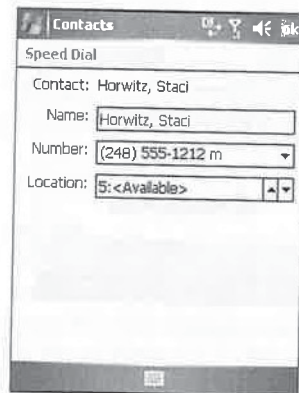 Contacts ok
Speed Dial
Contact: Horwitz, Staci
Name: Horwitz, Staci
Number: (248) 555-1212 m
Location: 5:<Available>